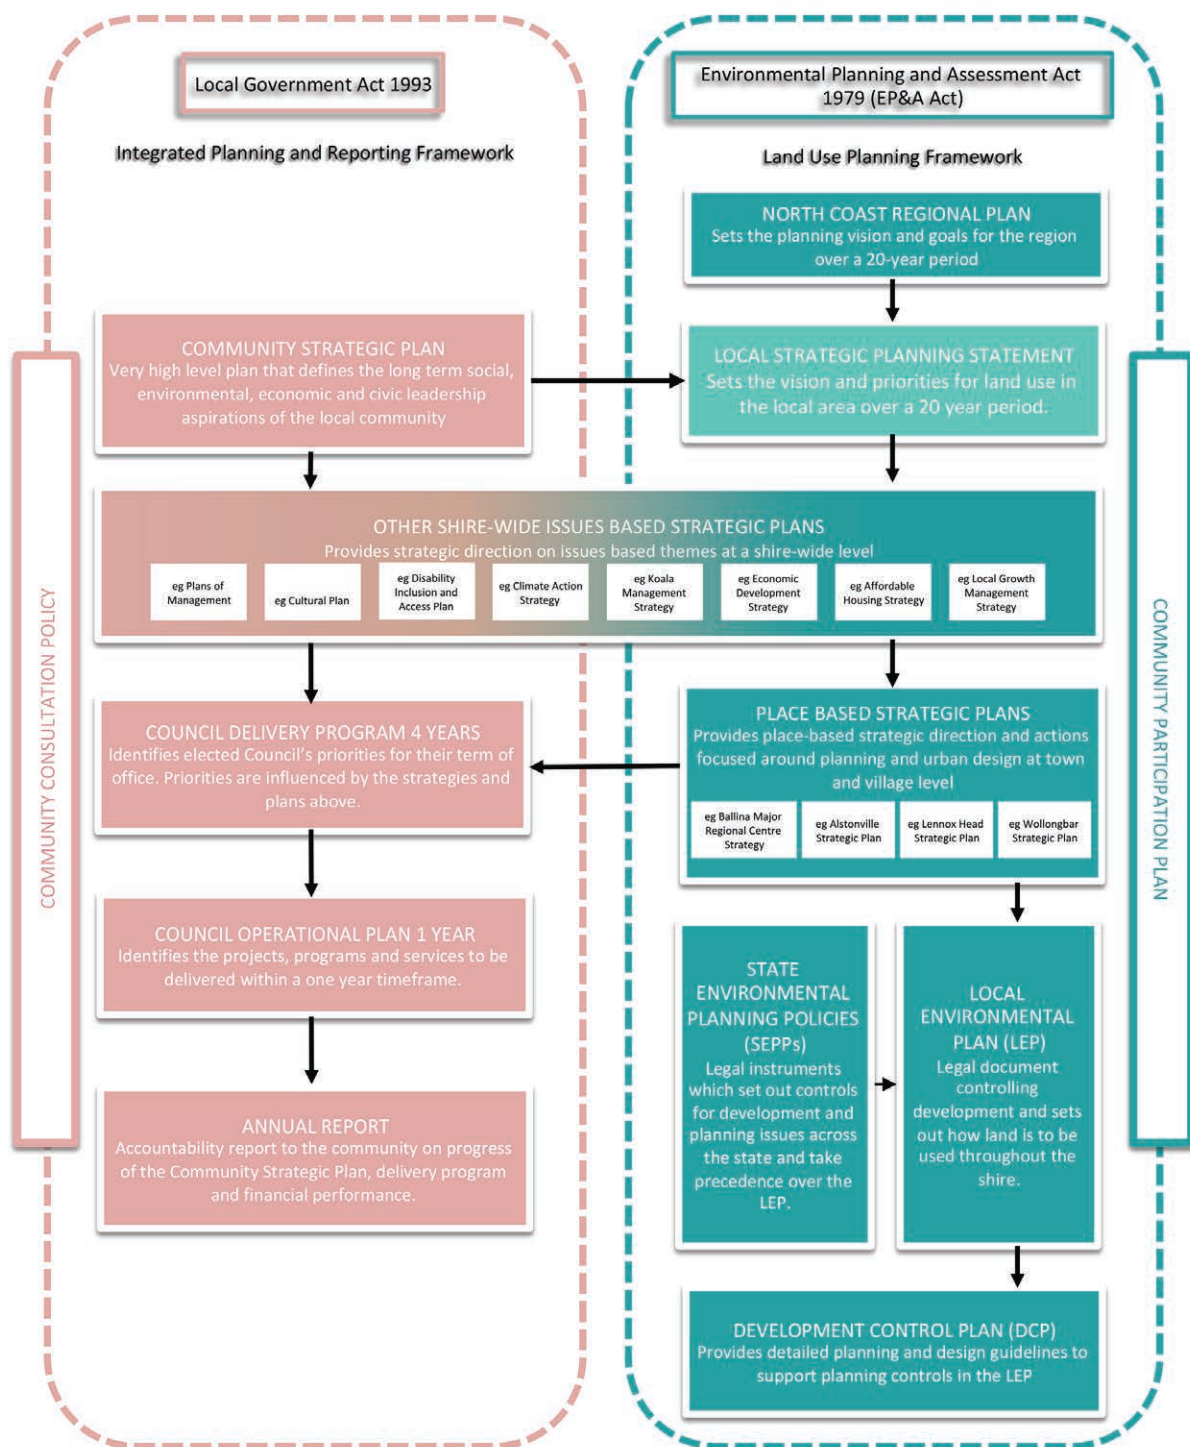 Local Government Act 1993
Integrated Planning and Reporting Framework
Environmental Planning and Assessment Act
1979 (EP&A Act)
Land Use Planning Framework
NORTH COAST REGIONAL PLAN
Sets the planning vision and goals for the region
over a 20-year period
COMMUNITY STRATEGIC PLAN
Very high level plan that defines the long term social,
environmental, economic and civic leadership
aspirations of the local community
LOCAL STRATEGIC PLANNING STATEMENT
Sets the vision and priorities for land use in
the local area over a 20 year period.
OTHER SHIRE-WIDE ISSUES BASED STRATEGIC PLANS
Provides strategic direction on issues based themes at a shire-wide level
eg Plans of
Management
eg Cultural Plan
eg Disability
Inclusion and
Access Plan
eg Climate Action
Strategy
eg Koala
Management
Strategy
eg Economic
Development
Strategy
eg Affordable
Housing Strategy
eg Local Growth
Management
Strategy
COUNCIL DELIVERY PROGRAM 4 YEARS
Identifies elected Council's priorities for their term of
office. Priorities are influenced by the strategies and
plans above.
PLACE BASED STRATEGIC PLANS
Provides place-based strategic direction and actions
focused around planning and urban design at town
and village level
eg Ballina Major
Regional Centre
Strategy
eg Alstonville
Strategic Plan
eg Lennox Head
Strategic Plan
eg Wollongbar
Strategic Plan
COUNCIL OPERATIONAL PLAN 1 YEAR
Identifies the projects, programs and services to be
delivered within a one year timeframe.
STATE
ENVIRONMENTAL
PLANNING POLICIES
(SEPPs)
Legal instruments
which set out controls
for development and
planning issues across
the state and take
precedence over the
LEP.
LOCAL
ENVIRONMENTAL
PLAN (LEP)
Legal document
controlling
development and sets
out how land is to be
used throughout the
shire.
ANNUAL REPORT
Accountability report to the community on progress
of the Community Strategic Plan, delivery program
and financial performance.
DEVELOPMENT CONTROL PLAN (DCP)
Provides detailed planning and design guidelines to
support planning controls in the LEP
COMMUNITY CONSULTATION POLICY
COMMUNITY PARTICIPATION PLAN